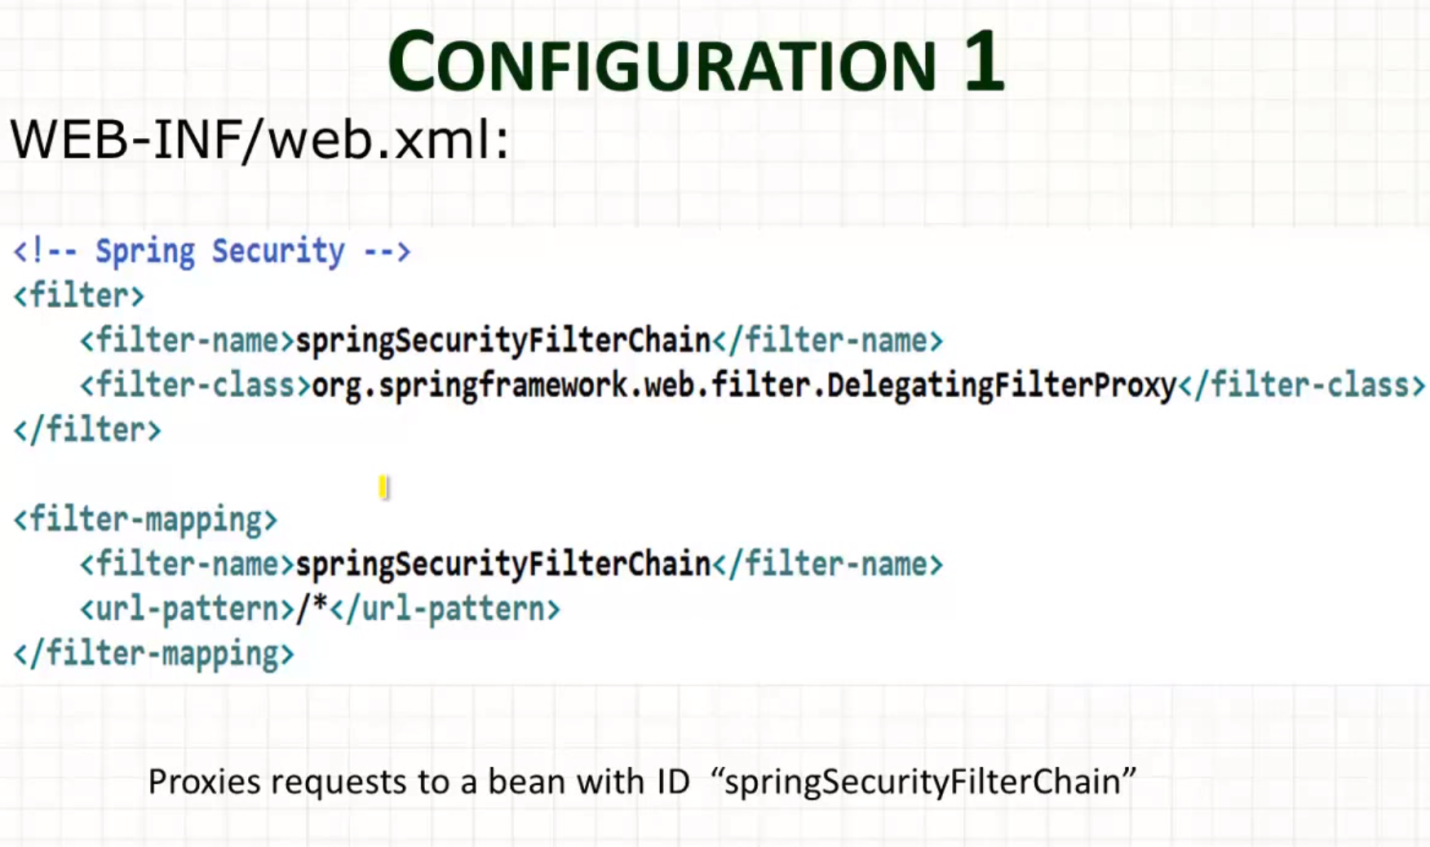 CONFIGURATION 1
WEB-INF/web.xml:
<!-- Spring Security -->
<filter>
    <filter-name>springSecurityFilterChain</filter-name>
    <filter-class>org.springframework.web.filter.DelegatingFilterProxy</filter-class>
</filter>
<filter-mapping>
    <filter-name>springSecurityFilterChain</filter-name>
    <url-pattern>/*</url-pattern>
</filter-mapping>
Proxies requests to a bean with ID “springSecurityFilterChain”